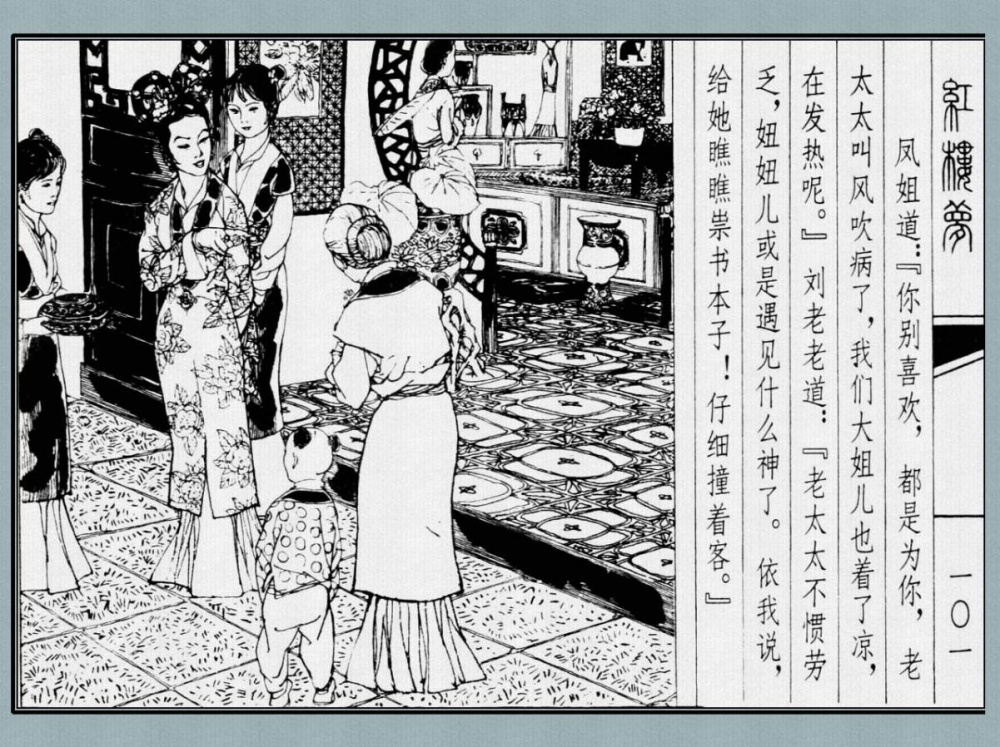 紅樓夢
一〇一
凤姐道：『你别喜欢，都是为你，老
太太叫风吹病了，我们大姐儿也着了凉，
在发热呢。』刘老老道：『老太太不惯劳
乏，妞妞儿或是遇见什么神了。依我说，
给她瞧瞧祟书本子！仔细撞着客。』